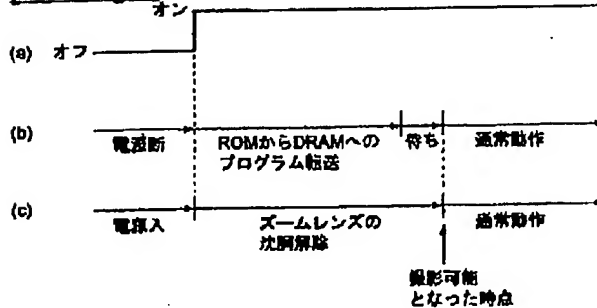 オン
(a) オフ
(b) 電源断 ROMからDRAMへの
プログラム転送 待ち 通常動作
(c) 電源入 ズームレンズの
沈胴解除 通常動作
撮影可能
となった時点